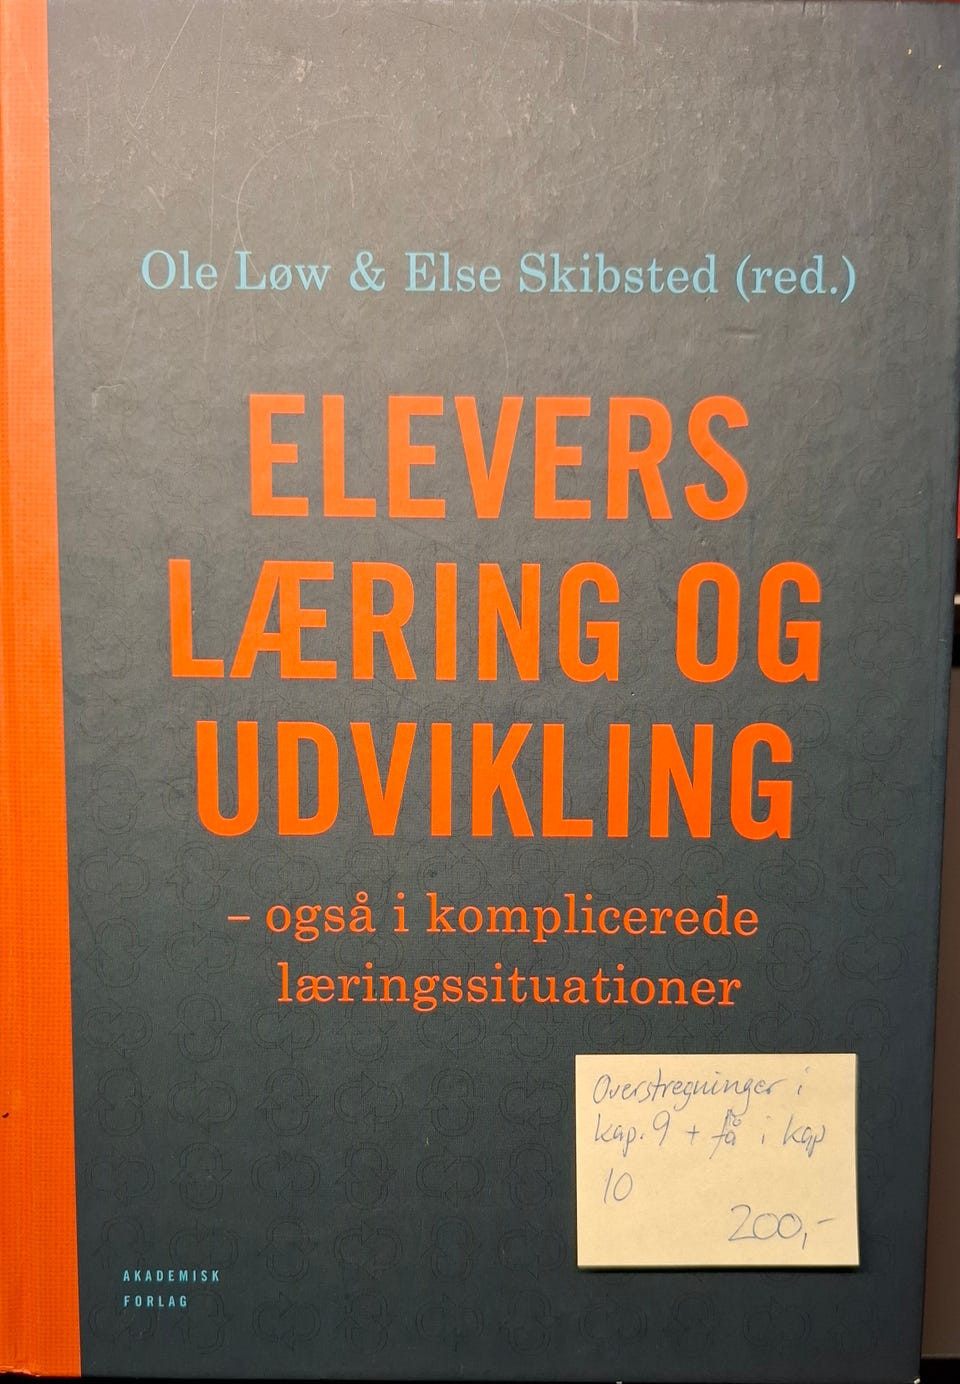 Ole Løw & Else Skibsted (red.)
ELEVERS
LÆRING OG
UDVIKLING
– også i komplicerede
læringssituationer
Overstregninger i
kap. 9 + få i kap
10
200,-
AKADEMISK
FORLAG